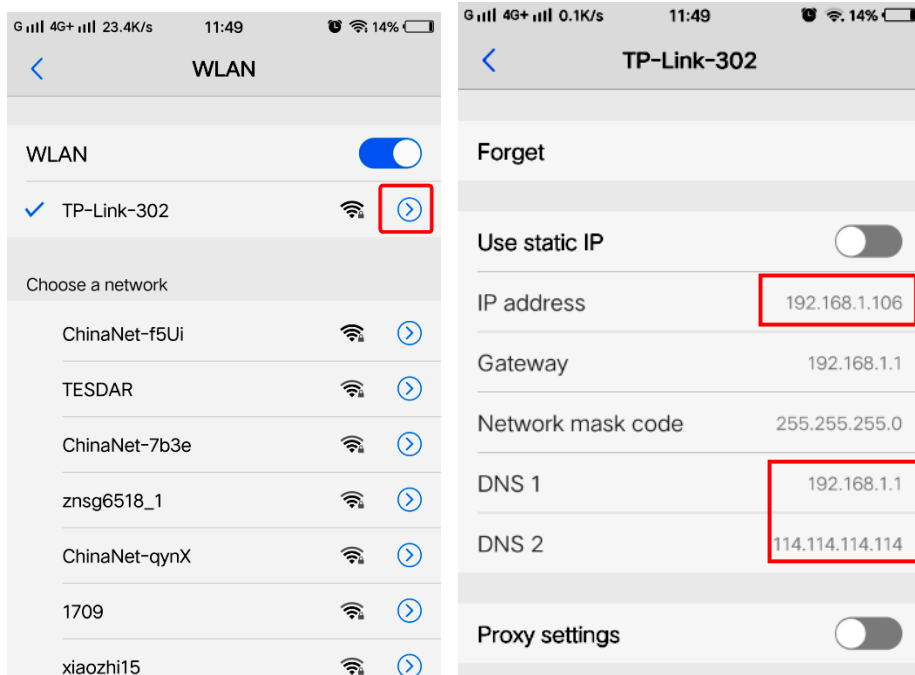 G 4G+ 23.4K/s 11:49 14%
WLAN
WLAN
TP-Link-302
Choose a network
ChinaNet-f5Ui
TESDAR
ChinaNet-7b3e
znsg6518_1
ChinaNet-qynX
1709
xiaozhi15
G 4G+ 0.1K/s 11:49 14%
TP-Link-302
Forget
Use static IP
IP address 192.168.1.106
Gateway 192.168.1.1
Network mask code 255.255.255.0
DNS 1 192.168.1.1
DNS 2 114.114.114.114
Proxy settings